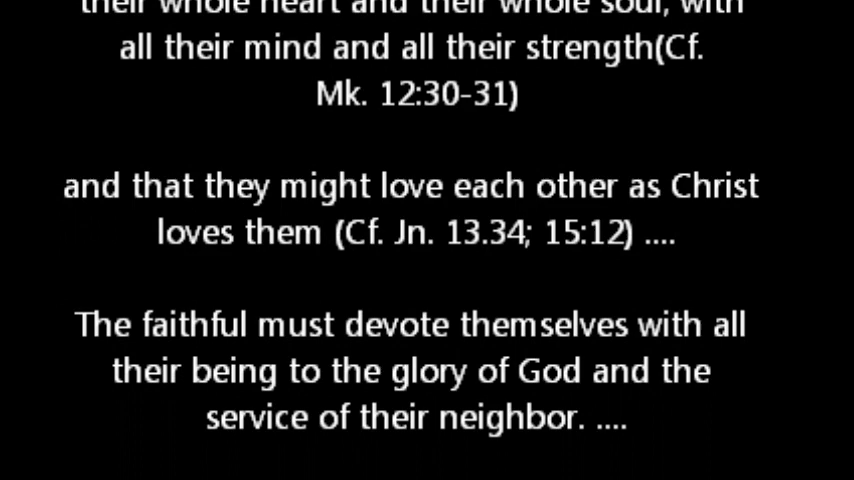 their whole heart and their whole soul, with
all their mind and all their strength(Cf.
Mk. 12:30-31)
and that they might love each other as Christ
loves them (Cf. Jn. 13.34; 15:12) ....
The faithful must devote themselves with all
their being to the glory of God and the
service of their neighbor. ....